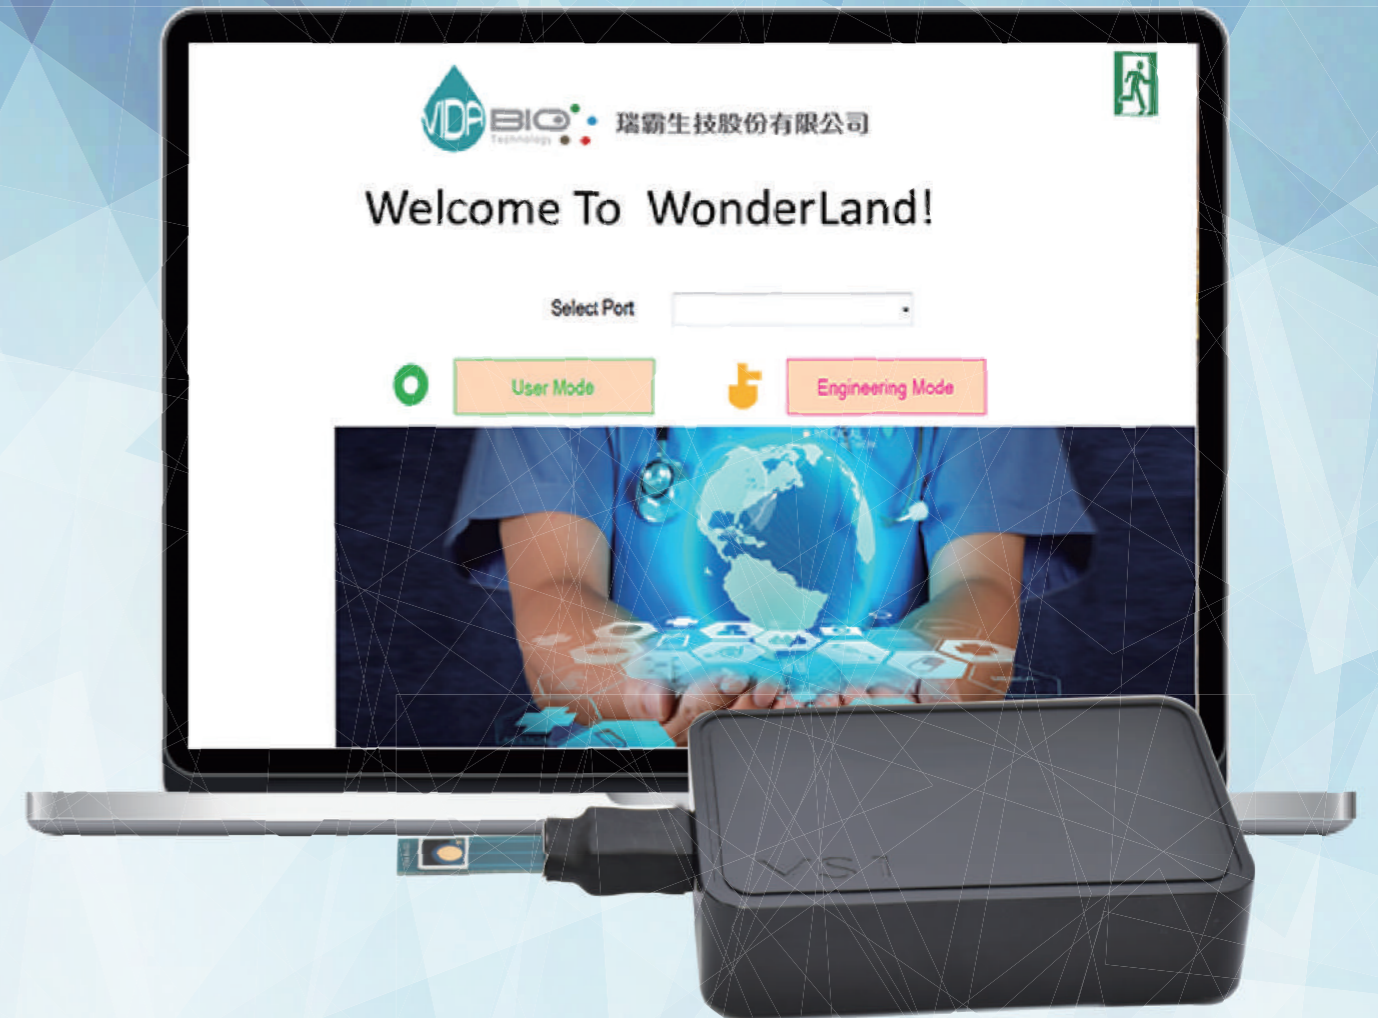 VIDA BIO Technology 瑞霸生技股份有限公司
Welcome To WonderLand!
Select Port
User Mode
Engineering Mode
MEDICAL
VS1